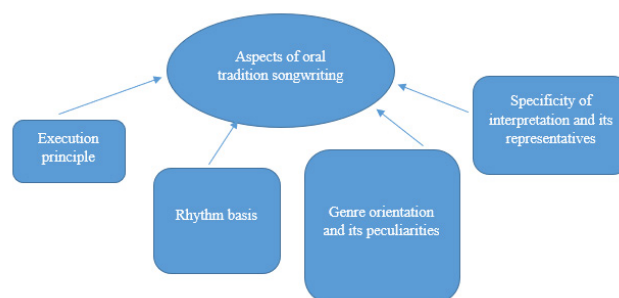 Aspects of oral
tradition songwriting
Execution
principle
Rhythm basis
Genre orientation
and its peculiarities
Specificity of
interpretation and its
representatives